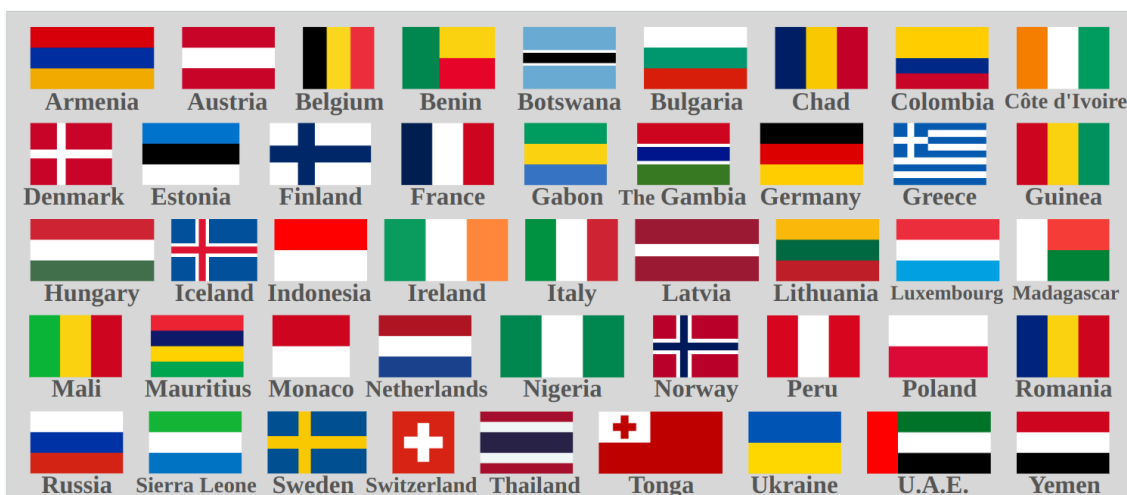 Armenia Austria Belgium Benin Botswana Bulgaria Chad Colombia Côte d'Ivoire
Denmark Estonia Finland France Gabon The Gambia Germany Greece Guinea
Hungary Iceland Indonesia Ireland Italy Latvia Lithuania Luxembourg Madagascar
Mali Mauritius Monaco Netherlands Nigeria Norway Peru Poland Romania
Russia Sierra Leone Sweden Switzerland Thailand Tonga Ukraine U.A.E. Yemen